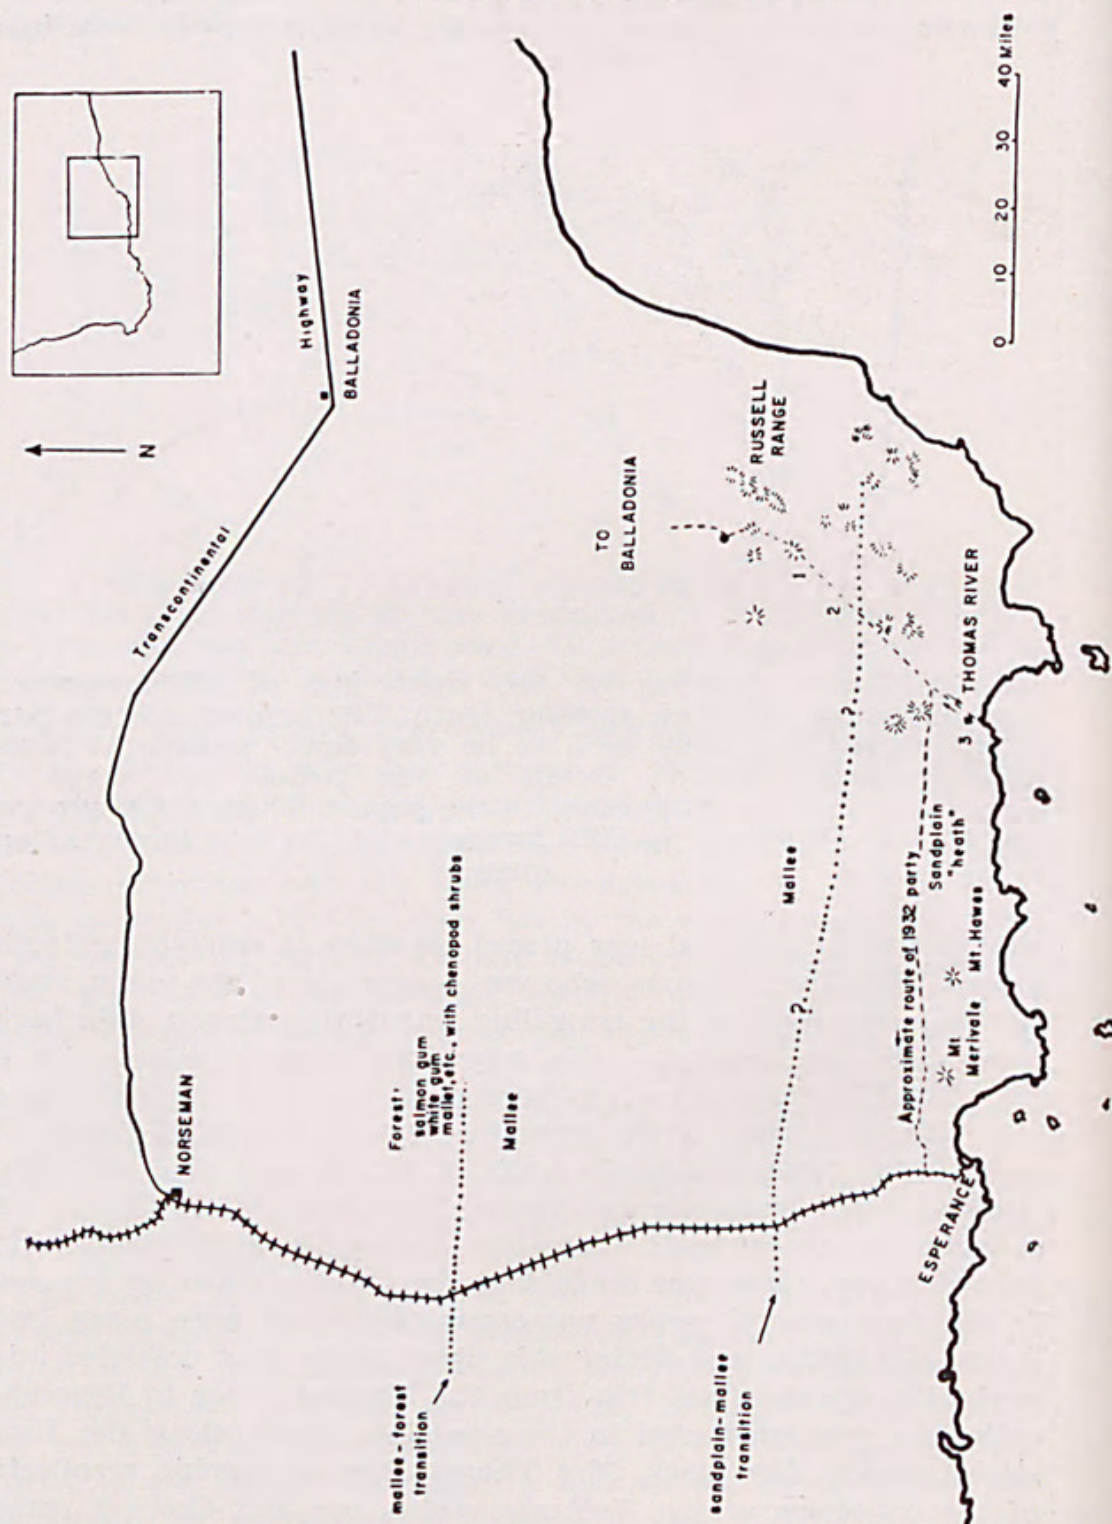 N
Transcontinental
Highway
BALLADONIA
NORSEMAN
Forest:
salmon gum
white gum
mallet, etc., with chenopod shrubs
Mallee
mallee-forest
transition
TO
BALLADONIA
RUSSELL
RANGE
1
2
Mallee
?
?
sandplain-mallee
transition
Approximate route of 1932 party
Sandplain
"heath"
3
THOMAS RIVER
Mt.
Merivale
Mt. Hawes
ESPERANCE
0 10 20 30 40 Miles